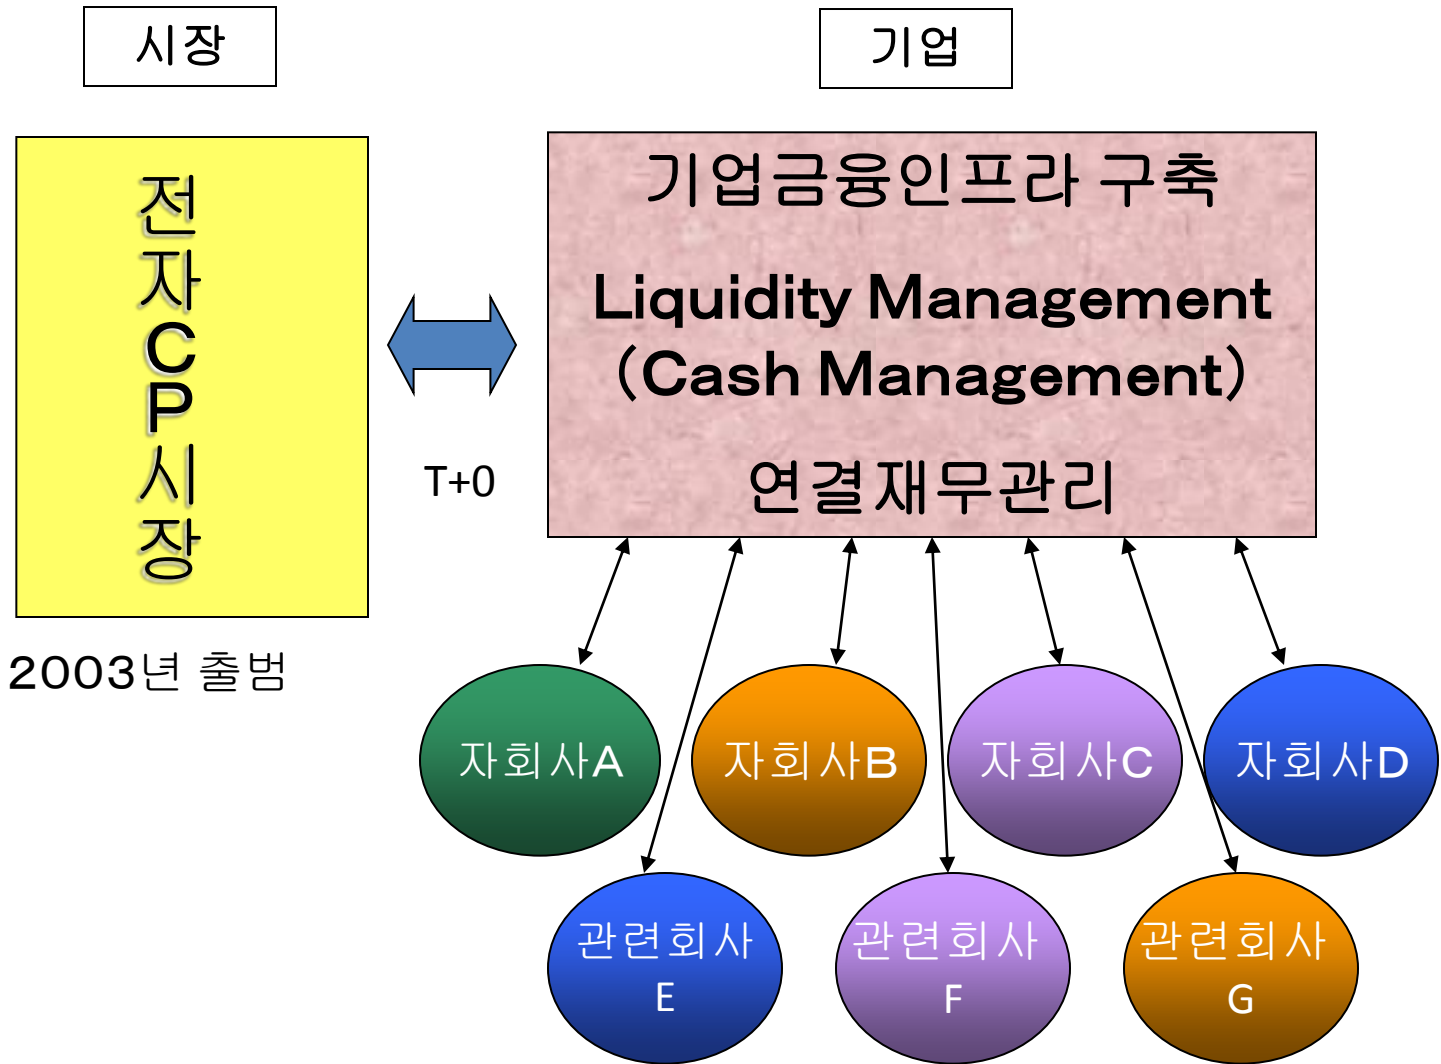 시장
기업
전
자
C
P
시
장
2003년 출범
T+0
기업금융인프라 구축
Liquidity Management
(Cash Management)
연결재무관리
자회사A
자회사B
자회사C
자회사D
관련회사
E
관련회사
F
관련회사
G